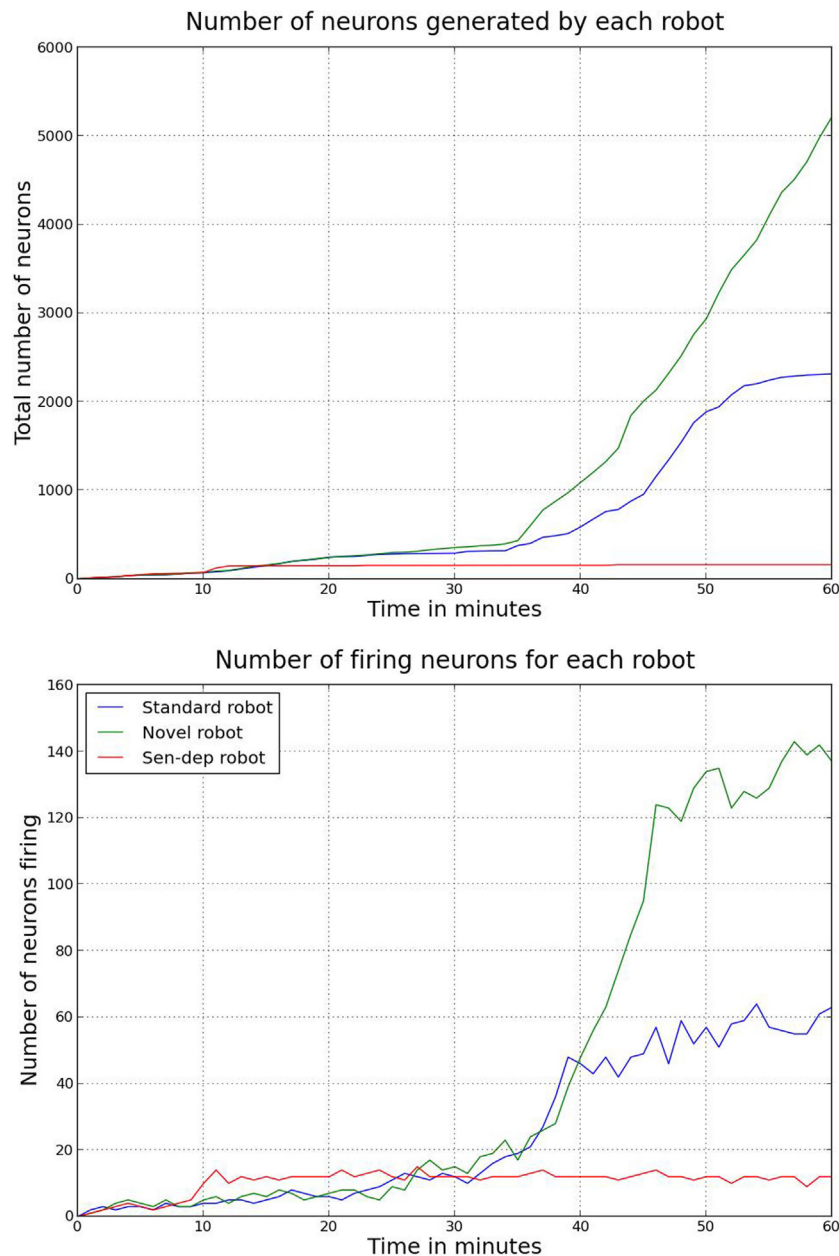 Number of neurons generated by each robot
6000
5000
4000
3000
2000
1000
0
Total number of neurons
0 10 20 30 40 50 60
Time in minutes
Number of firing neurons for each robot
160
140
120
100
80
60
40
20
0
Number of neurons firing
Standard robot
Novel robot
Sen-dep robot
0 10 20 30 40 50 60
Time in minutes